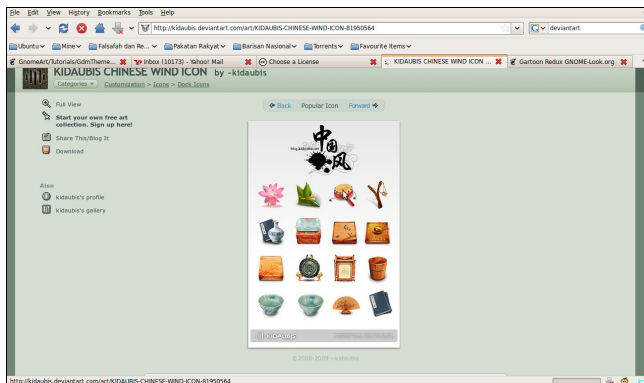 File Edit View History Bookmarks Tools Help
http://kidaubis.deviantart.com/art/KIDAUBIS-CHINESE-WIND-ICON-81950564
deviantart
Ubuntu Mine Falsafah dan Re... Pakatan Rakyat Barisan Nasional Torrents Favourite Items
GnomeArt/Tutorials/GdmTheme... Inbox (10173) - Yahoo! Mail Choose a License KIDAUBIS CHINESE WIND ICON ... Gartoon Redux GNOME-Look.org
KIDAUBIS CHINESE WIND ICON by ~kidaubis
Categories Customization > Icons > Dock Icons
Full View
Start your own free art
collection. Sign up here!
Share This/Blog It
Download
Also
kidaubis's profile
kidaubis's gallery
Back Popular Icon Forward
中国
风
KIDAUBIS
©2008-2009 ~kidaubis
http://kidaubis.deviantart.com/art/KIDAUBIS-CHINESE-WIND-ICON-81950564